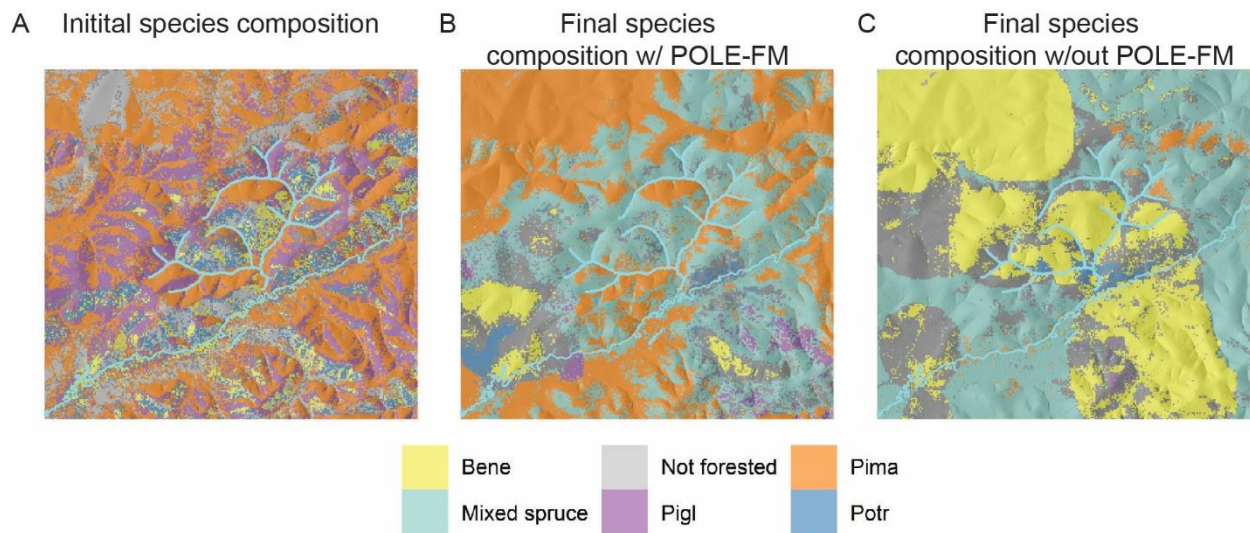 A Initital species composition
B Final species
composition w/ POLE-FM
C Final species
composition w/out POLE-FM
Bene
Not forested
Pima
Mixed spruce
Pigl
Potr